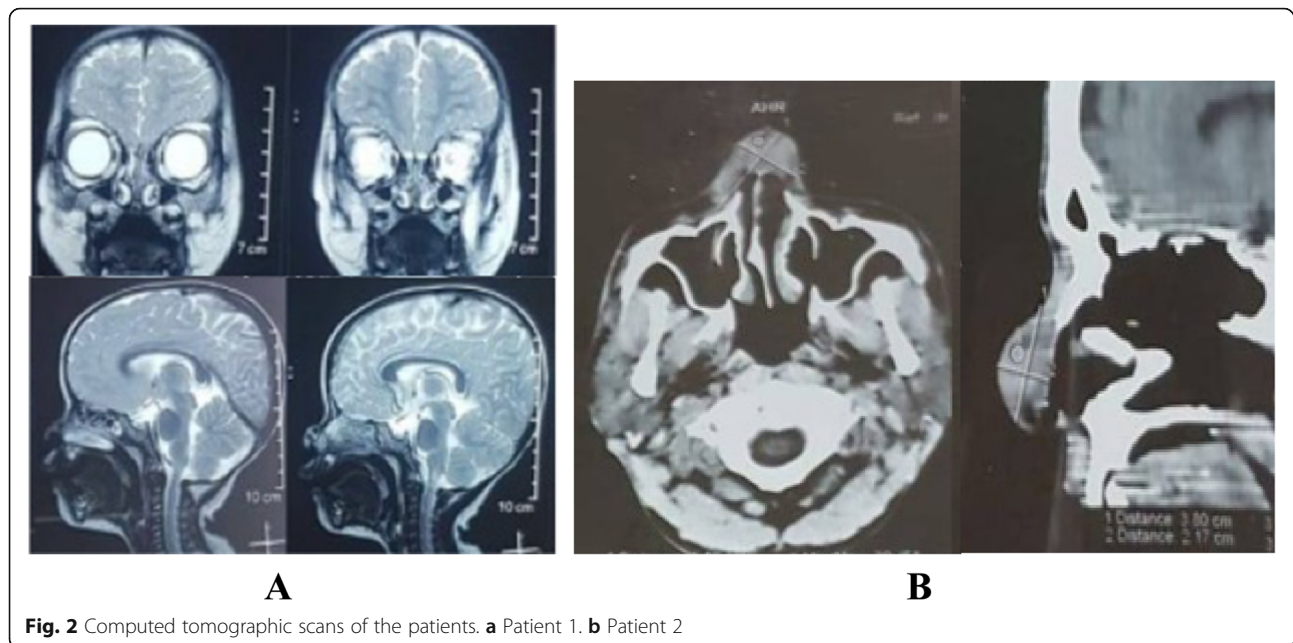 7 cm
7 cm
10 cm
10 cm
AHR
1 Distance: 3.80 cm
2 Distance: 2.17 cm
A
B
Fig. 2 Computed tomographic scans of the patients. a Patient 1. b Patient 2